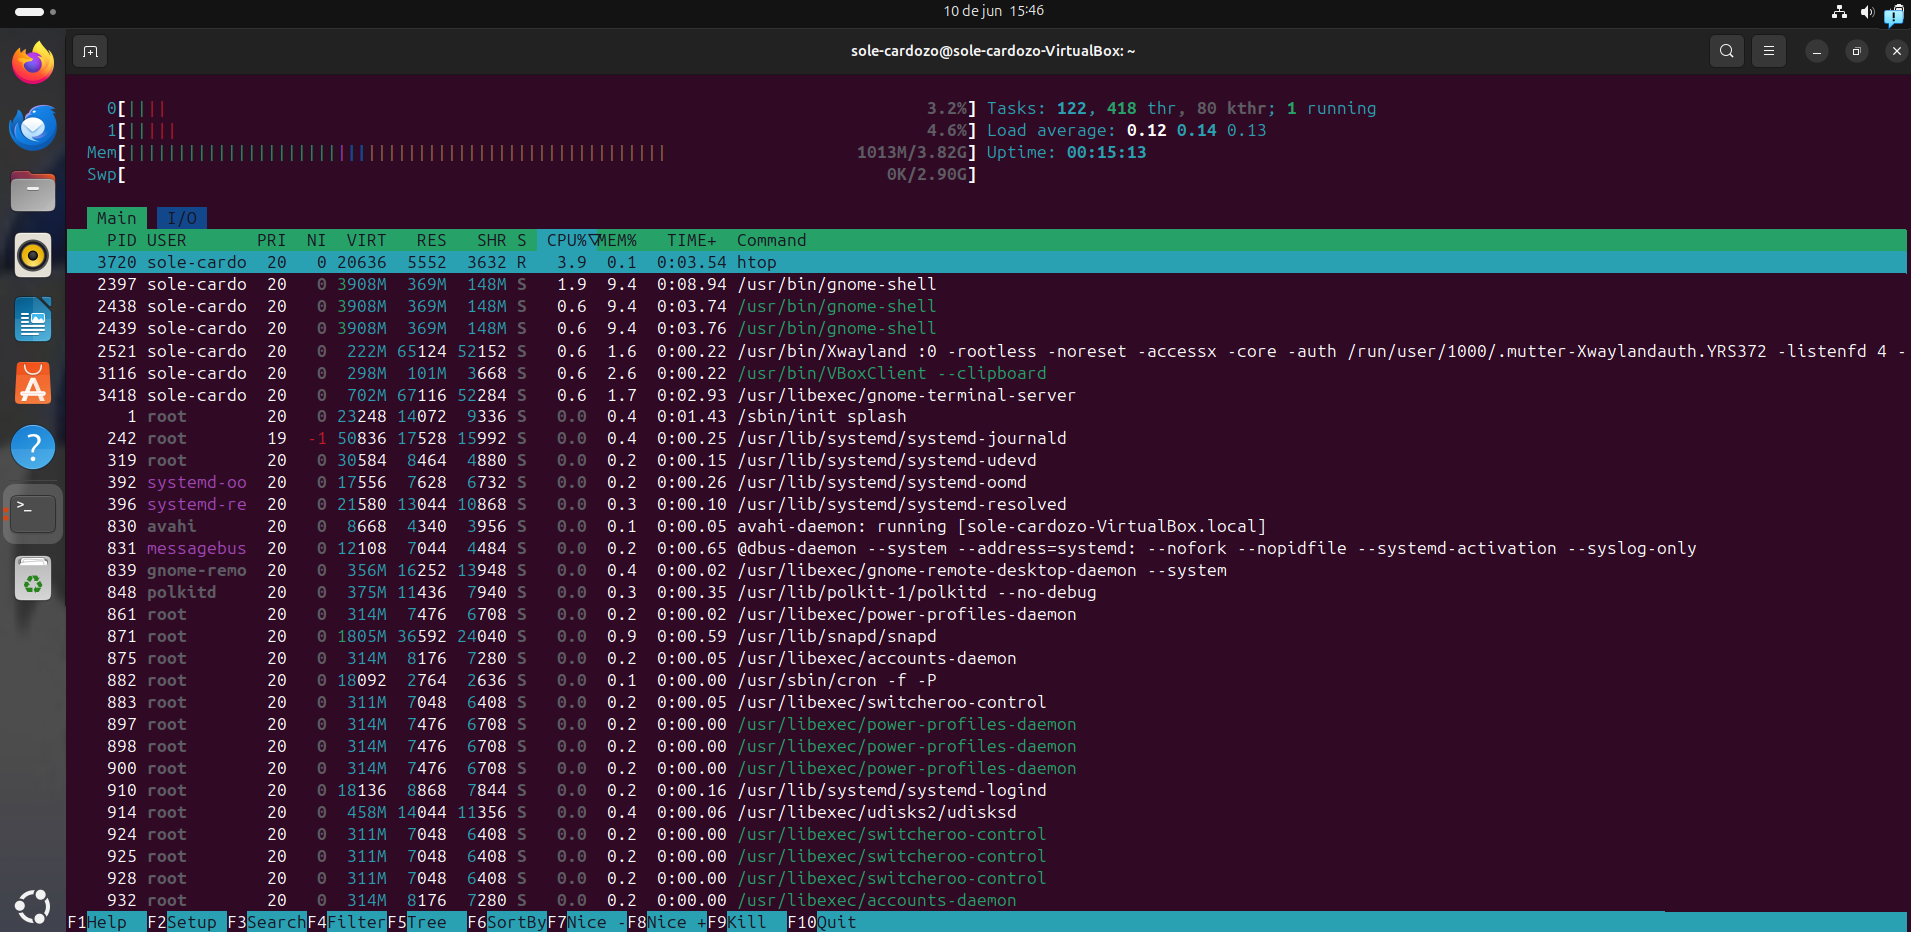 10 de jun 15:46
sole-cardozo@sole-cardozo-VirtualBox: ~
0[|||| 3.2%] Tasks: 122, 418 thr, 80 kthr; 1 running
1[||||| 4.6%] Load average: 0.12 0.14 0.13
Mem[|||||||||||||||||||||||||||||||||||||||||||||||||||||| 1013M/3.82G] Uptime: 00:15:13
Swp[ 0K/2.90G]
Main I/O
PID USER PRI NI VIRT RES SHR S CPU%▽MEM% TIME+ Command
3720 sole-cardo 20 0 20636 5552 3632 R 3.9 0.1 0:03.54 htop
2397 sole-cardo 20 0 3908M 369M 148M S 1.9 9.4 0:08.94 /usr/bin/gnome-shell
2438 sole-cardo 20 0 3908M 369M 148M S 0.6 9.4 0:03.74 /usr/bin/gnome-shell
2439 sole-cardo 20 0 3908M 369M 148M S 0.6 9.4 0:03.76 /usr/bin/gnome-shell
2521 sole-cardo 20 0 222M 65124 52152 S 0.6 1.6 0:00.22 /usr/bin/Xwayland :0 -rootless -noreset -accessx -core -auth /run/user/1000/.mutter-Xwaylandauth.YRS372 -listenfd 4 -
3116 sole-cardo 20 0 298M 101M 3668 S 0.6 2.6 0:00.22 /usr/bin/VBoxClient --clipboard
3418 sole-cardo 20 0 702M 67116 52284 S 0.6 1.7 0:02.93 /usr/libexec/gnome-terminal-server
1 root 20 0 23248 14072 9336 S 0.0 0.4 0:01.43 /sbin/init splash
242 root 19 -1 50836 17528 15992 S 0.0 0.4 0:00.25 /usr/lib/systemd/systemd-journald
319 root 20 0 30584 8464 4880 S 0.0 0.2 0:00.15 /usr/lib/systemd/systemd-udevd
392 systemd-oo 20 0 17556 7628 6732 S 0.0 0.2 0:00.26 /usr/lib/systemd/systemd-oomd
396 systemd-re 20 0 21580 13044 10868 S 0.0 0.3 0:00.10 /usr/lib/systemd/systemd-resolved
830 avahi 20 0 8668 4340 3956 S 0.0 0.1 0:00.05 avahi-daemon: running [sole-cardozo-VirtualBox.local]
831 messagebus 20 0 12108 7044 4484 S 0.0 0.2 0:00.65 @dbus-daemon --system --address=systemd: --nofork --nopidfile --systemd-activation --syslog-only
839 gnome-remo 20 0 356M 16252 13948 S 0.0 0.4 0:00.02 /usr/libexec/gnome-remote-desktop-daemon --system
848 polkitd 20 0 375M 11436 7940 S 0.0 0.3 0:00.35 /usr/lib/polkit-1/polkitd --no-debug
861 root 20 0 314M 7476 6708 S 0.0 0.2 0:00.02 /usr/libexec/power-profiles-daemon
871 root 20 0 1805M 36592 24040 S 0.0 0.9 0:00.59 /usr/lib/snapd/snapd
875 root 20 0 314M 8176 7280 S 0.0 0.2 0:00.05 /usr/libexec/accounts-daemon
882 root 20 0 18092 2764 2636 S 0.0 0.1 0:00.00 /usr/sbin/cron -f -P
883 root 20 0 311M 7048 6408 S 0.0 0.2 0:00.05 /usr/libexec/switcheroo-control
897 root 20 0 314M 7476 6708 S 0.0 0.2 0:00.00 /usr/libexec/power-profiles-daemon
898 root 20 0 314M 7476 6708 S 0.0 0.2 0:00.00 /usr/libexec/power-profiles-daemon
900 root 20 0 314M 7476 6708 S 0.0 0.2 0:00.00 /usr/libexec/power-profiles-daemon
910 root 20 0 18136 8868 7844 S 0.0 0.2 0:00.16 /usr/lib/systemd/systemd-logind
914 root 20 0 458M 14044 11356 S 0.0 0.4 0:00.06 /usr/libexec/udisks2/udisksd
924 root 20 0 311M 7048 6408 S 0.0 0.2 0:00.00 /usr/libexec/switcheroo-control
925 root 20 0 311M 7048 6408 S 0.0 0.2 0:00.00 /usr/libexec/switcheroo-control
928 root 20 0 311M 7048 6408 S 0.0 0.2 0:00.00 /usr/libexec/switcheroo-control
932 root 20 0 314M 8176 7280 S 0.0 0.2 0:00.00 /usr/libexec/accounts-daemon
F1Help F2Setup F3SearchF4FilterF5Tree F6SortByF7Nice -F8Nice +F9Kill F10Quit